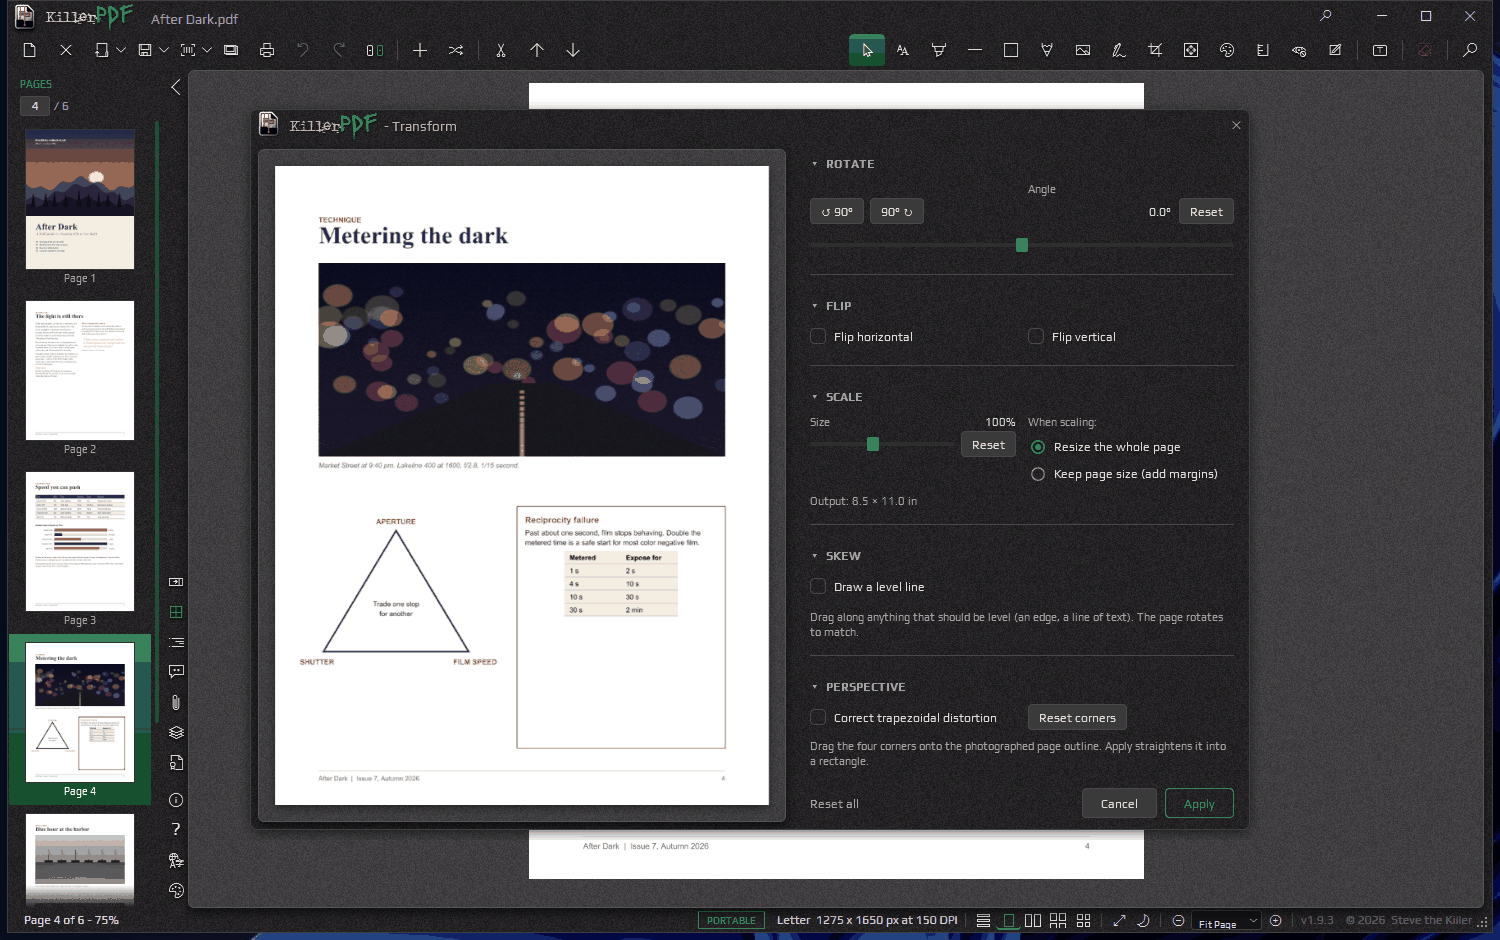 KillerPDF After Dark.pdf
PAGES
4 / 6
After Dark
Page 1
The light is still there
Page 2
Speed you can push
Page 3
Metering the dark
Page 4
Blue hour at the harbor
KillerPDF - Transform
TECHNIQUE
Metering the dark
Market Street at 9:40 pm. Lakeline 400 at 1600, f/2.8, 1/15 second.
APERTURE
Trade one stop
for another
SHUTTER
FILM SPEED
Reciprocity failure
Past about one second, film stops behaving. Double the
metered time is a safe start for most color negative film.
Metered Expose for
1 s 2 s
4 s 10 s
10 s 30 s
30 s 2 min
After Dark | Issue 7, Autumn 2026 4
ROTATE
Angle
↺ 90° 90° ↻ 0.0° Reset
FLIP
Flip horizontal Flip vertical
SCALE
Size 100% When scaling:
Reset Resize the whole page
Keep page size (add margins)
Output: 8.5 × 11.0 in
SKEW
Draw a level line
Drag along anything that should be level (an edge, a line of text). The page rotates
to match.
PERSPECTIVE
Correct trapezoidal distortion Reset corners
Drag the four corners onto the photographed page outline. Apply straightens it into
a rectangle.
Reset all Cancel Apply
After Dark | Issue 7, Autumn 2026 4
Page 4 of 6 - 75% PORTABLE Letter 1275 x 1650 px at 150 DPI Fit Page v1.9.3 © 2026 Steve the Killer